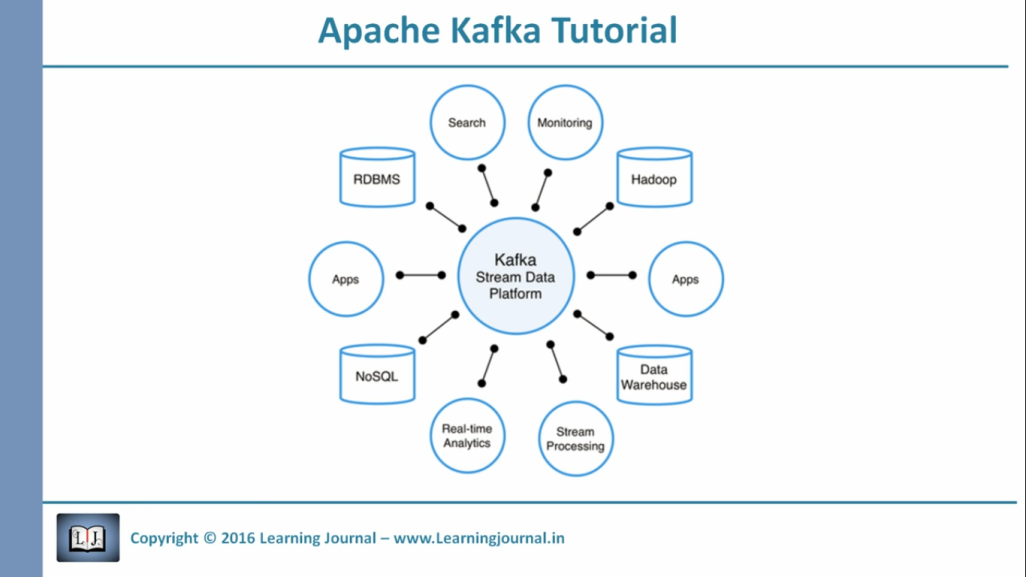 Apache Kafka Tutorial
Search
Monitoring
RDBMS
Hadoop
Kafka
Stream Data
Platform
Apps
Apps
NoSQL
Data
Warehouse
Real-time
Analytics
Stream
Processing
LJ
Copyright © 2016 Learning Journal – www.Learningjournal.in